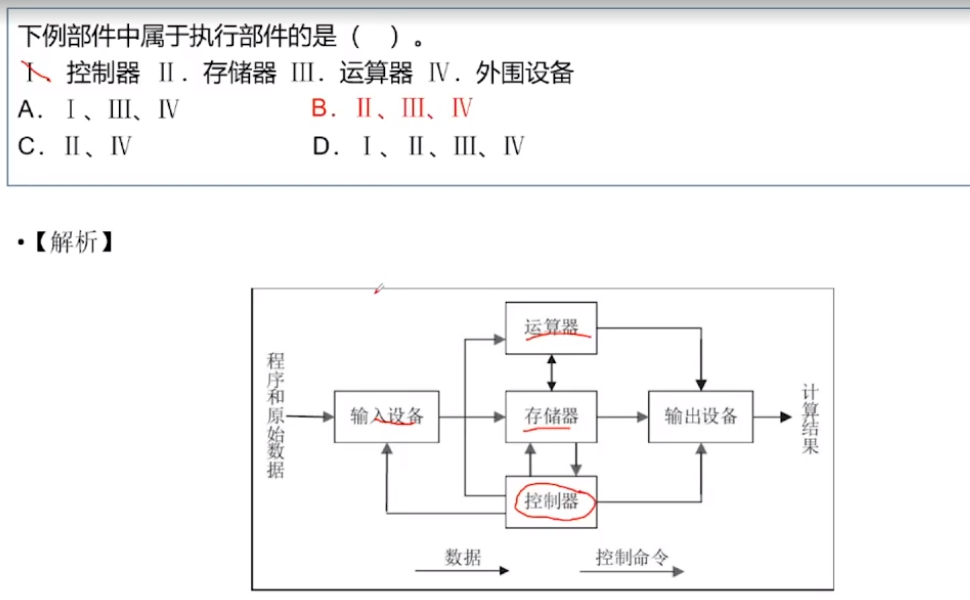 下例部件中属于执行部件的是（ ）。
Ⅰ、控制器 Ⅱ．存储器 Ⅲ．运算器 Ⅳ．外围设备
A．Ⅰ、Ⅲ、Ⅳ B．Ⅱ、Ⅲ、Ⅳ
C．Ⅱ、Ⅳ D．Ⅰ、Ⅱ、Ⅲ、Ⅳ
•【解析】
运算器
程序和原始数据
输入设备
存储器
输出设备
计算结果
控制器
数据
控制命令